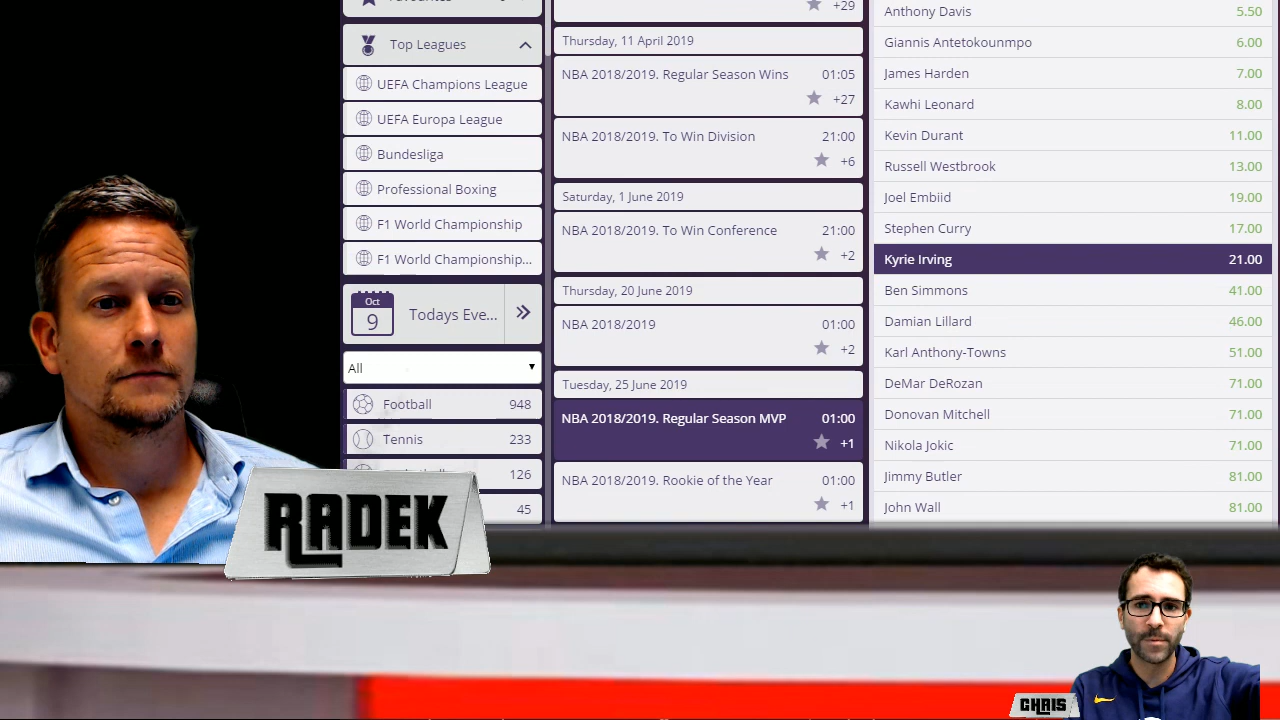 Top Leagues
UEFA Champions League
UEFA Europa League
Bundesliga
Professional Boxing
F1 World Championship
F1 World Championship...
Oct
9
Todays Eve...
All
Football 948
Tennis 233
126
45
+29
Thursday, 11 April 2019
NBA 2018/2019. Regular Season Wins 01:05
+27
NBA 2018/2019. To Win Division 21:00
+6
Saturday, 1 June 2019
NBA 2018/2019. To Win Conference 21:00
+2
Thursday, 20 June 2019
NBA 2018/2019 01:00
+2
Tuesday, 25 June 2019
NBA 2018/2019. Regular Season MVP 01:00
+1
NBA 2018/2019. Rookie of the Year 01:00
+1
Anthony Davis 5.50
Giannis Antetokounmpo 6.00
James Harden 7.00
Kawhi Leonard 8.00
Kevin Durant 11.00
Russell Westbrook 13.00
Joel Embiid 19.00
Stephen Curry 17.00
Kyrie Irving 21.00
Ben Simmons 41.00
Damian Lillard 46.00
Karl Anthony-Towns 51.00
DeMar DeRozan 71.00
Donovan Mitchell 71.00
Nikola Jokic 71.00
Jimmy Butler 81.00
John Wall 81.00
RADEK
CHRIS